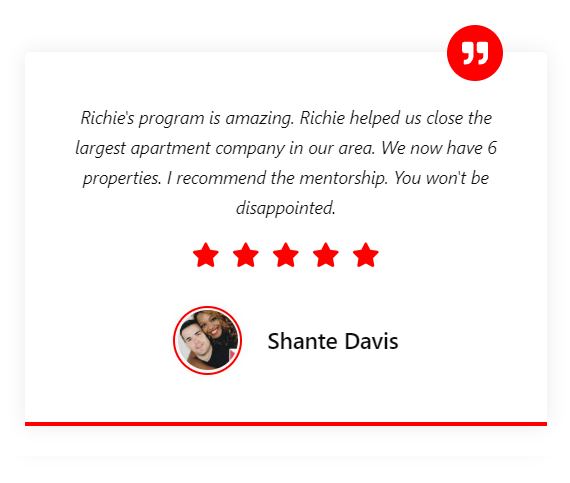 Richie's program is amazing. Richie helped us close the
largest apartment company in our area. We now have 6
properties. I recommend the mentorship. You won't be
disappointed.
Shante Davis